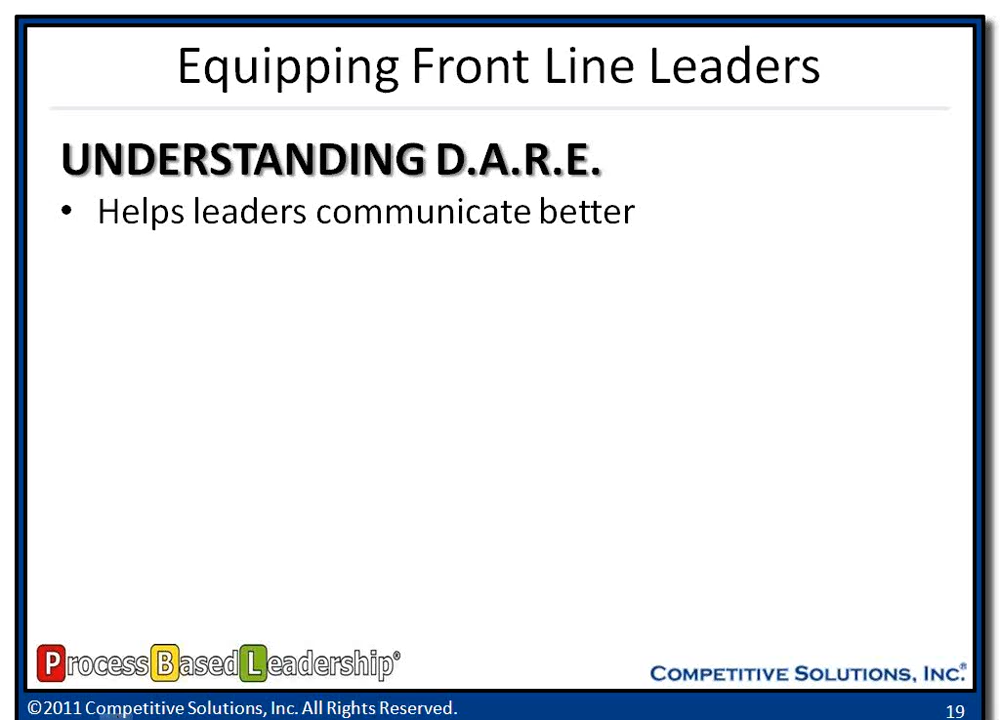 Equipping Front Line Leaders
UNDERSTANDING D.A.R.E.
• Helps leaders communicate better
ProcessBasedLeadership®
COMPETITIVE SOLUTIONS, INC.®
©2011 Competitive Solutions, Inc. All Rights Reserved.
19